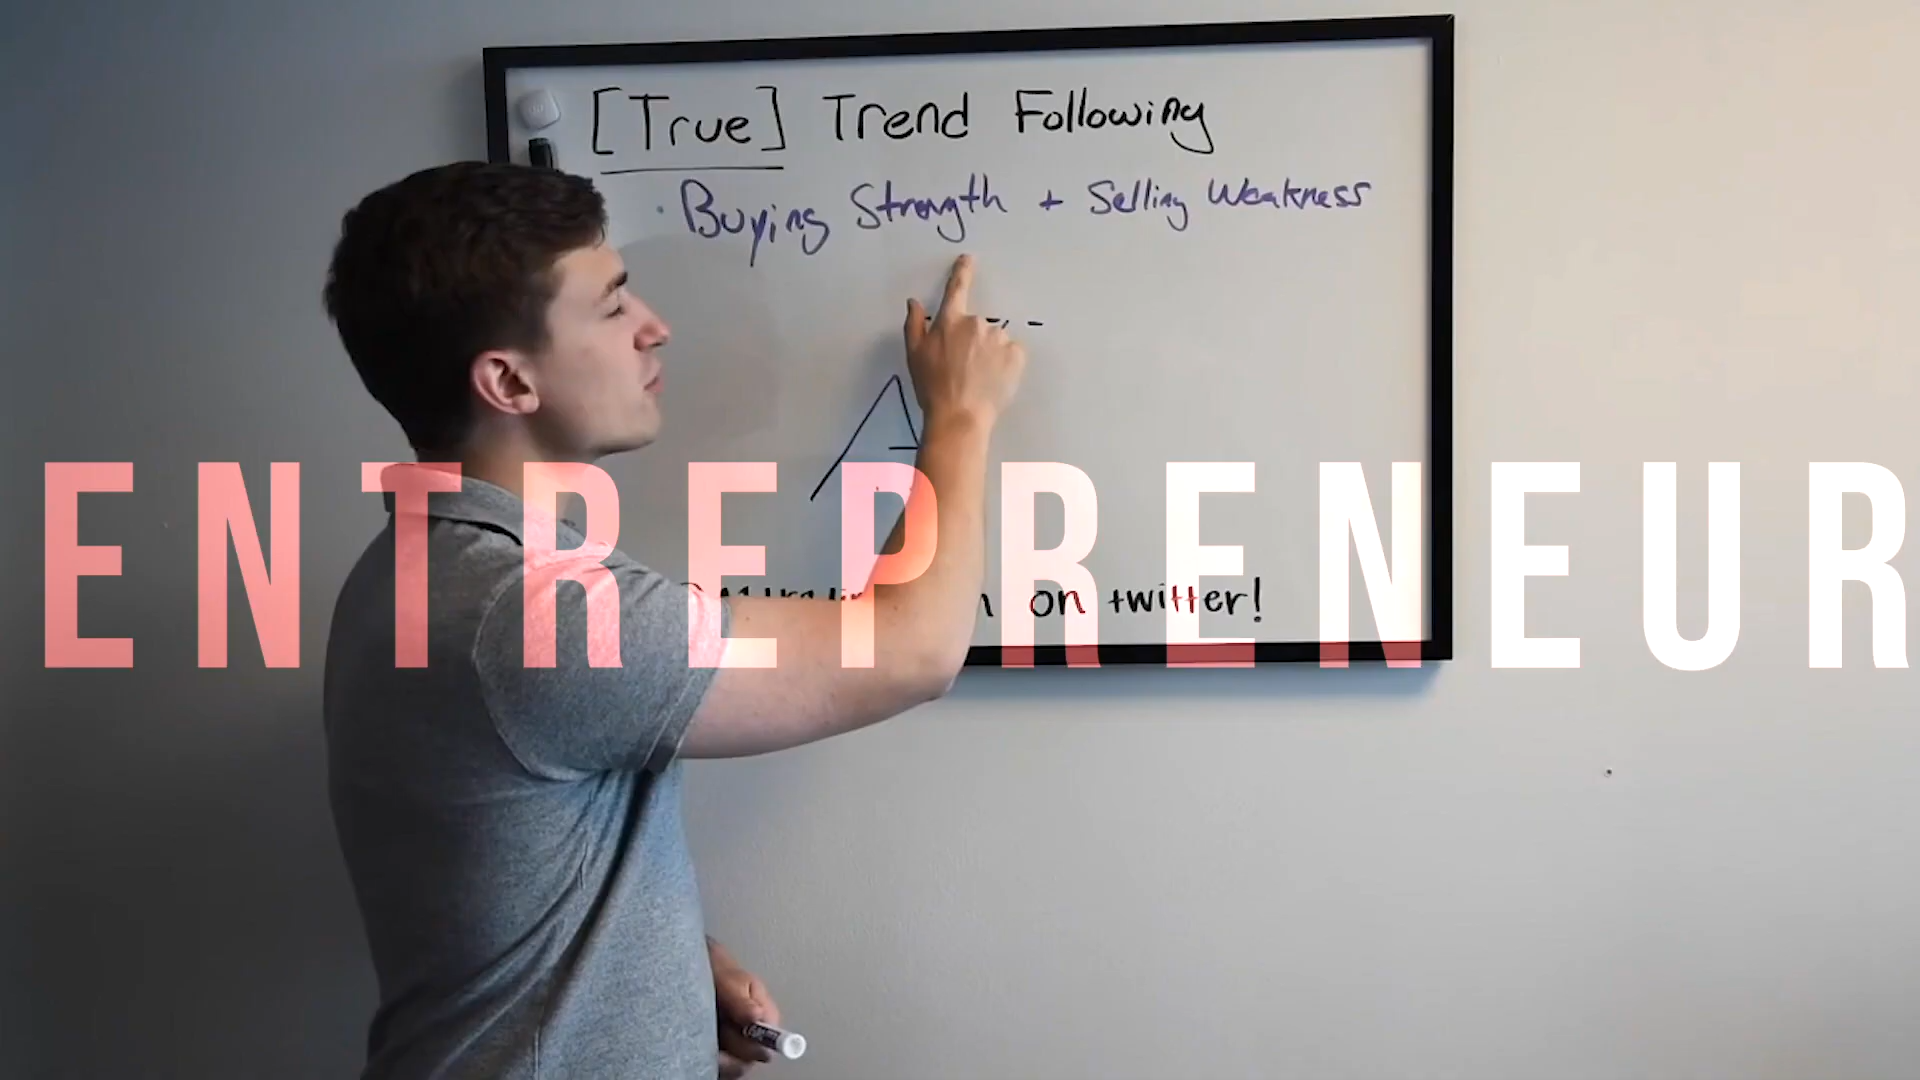 [True] Trend Following
· Buying Strength + Selling Weakness
ENTREPRENEUR
on twitter!